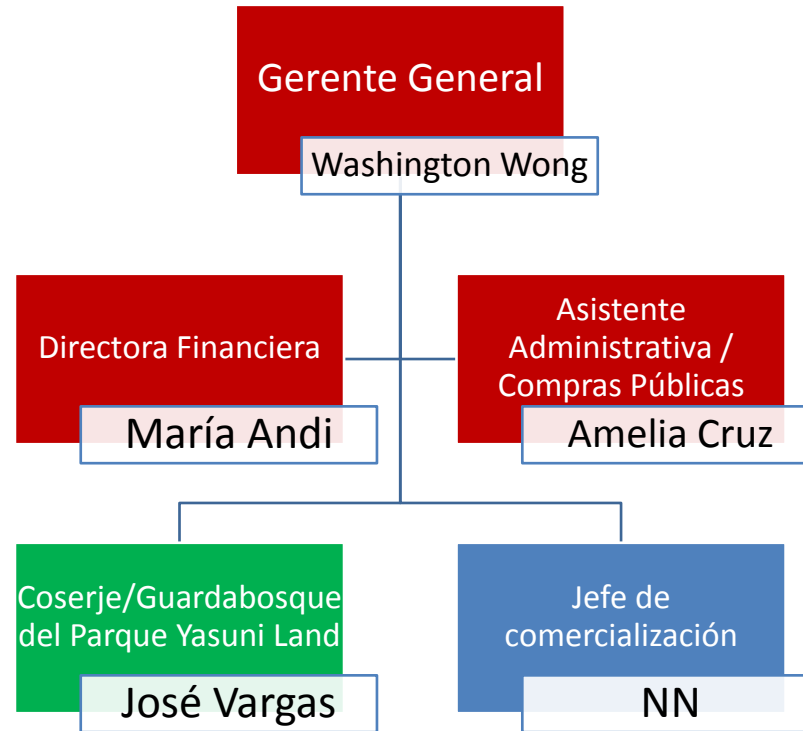 Gerente General
Washington Wong
Directora Financiera
María Andi
Asistente
Administrativa /
Compras Públicas
Amelia Cruz
Coserje/Guardabosque
del Parque Yasuni Land
José Vargas
Jefe de
comercialización
NN